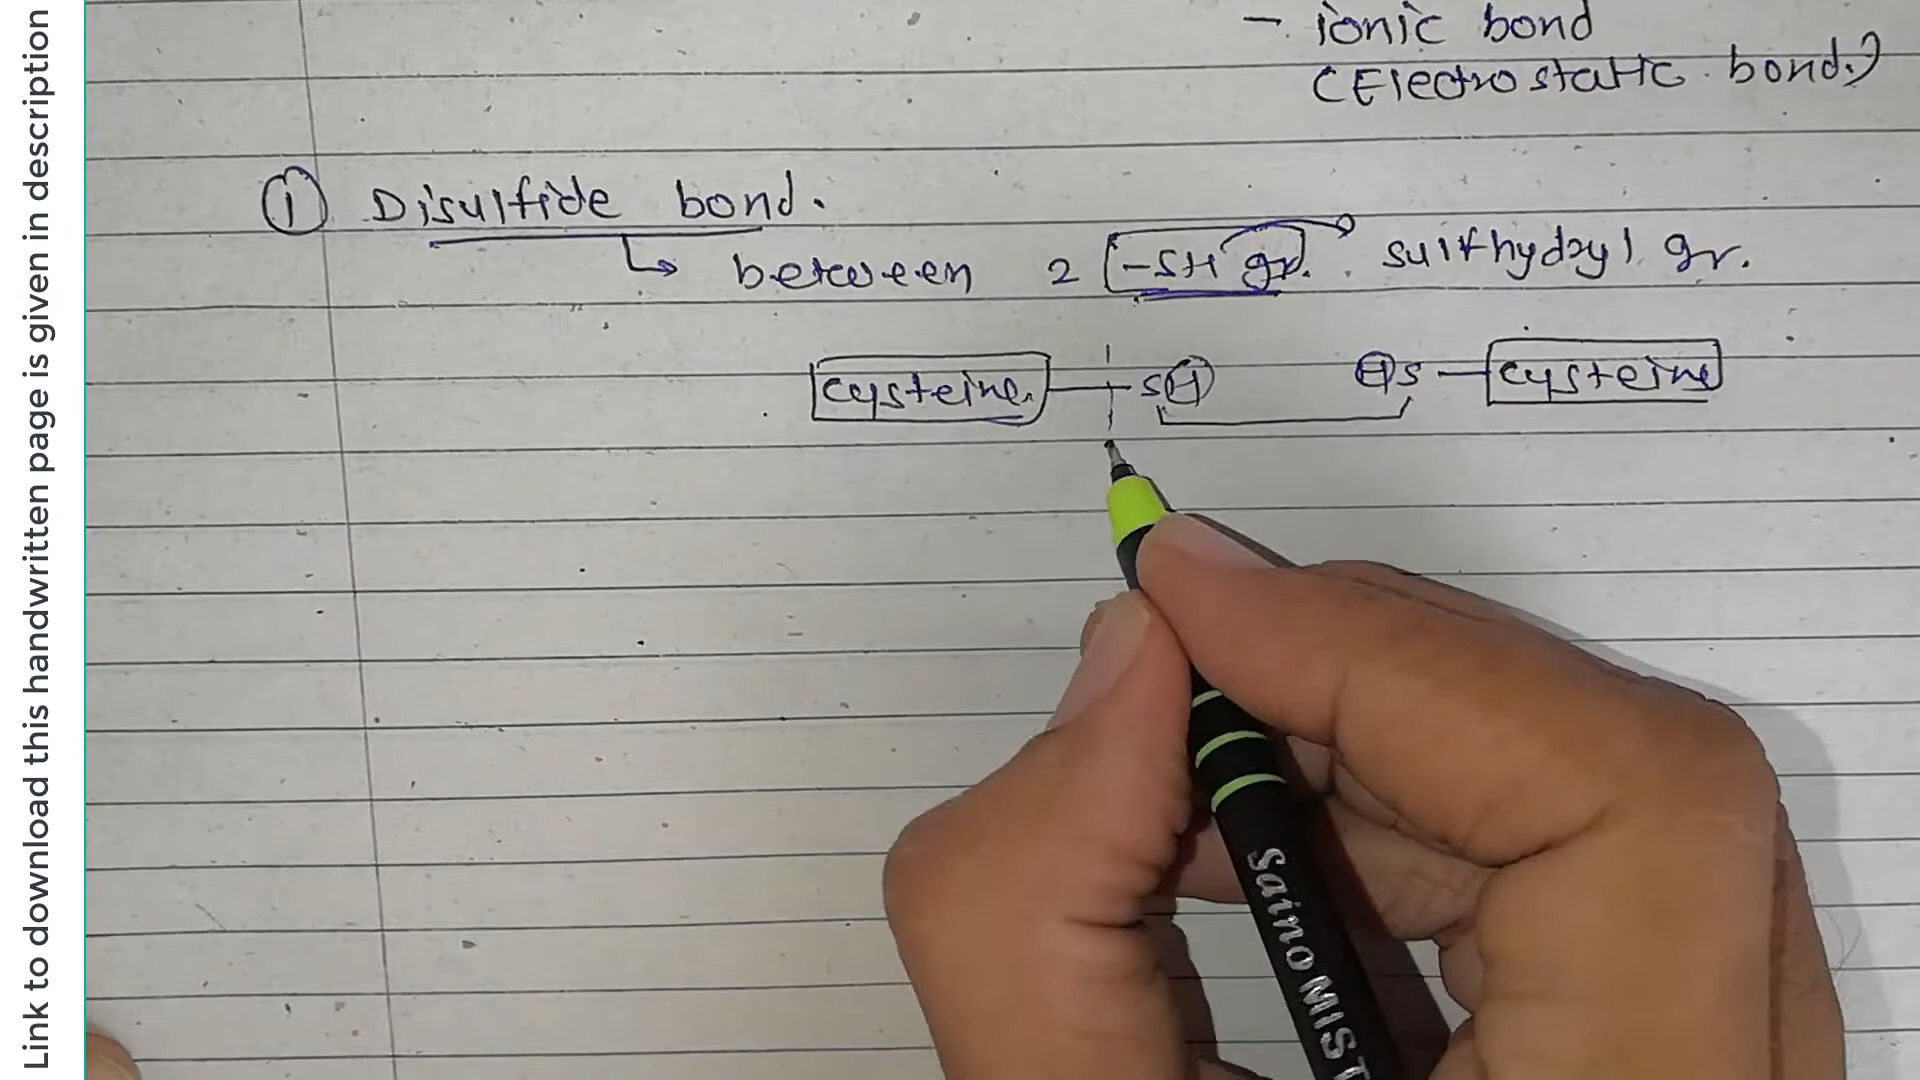 Link to download this handwritten page is given in description
- ionic bond
(Electrostatic bond.)
① Disulfide bond.
↳ between 2 -SH gr. sulfhydryl gr.
cysteine. — SH HS — cysteine
Saino MIST